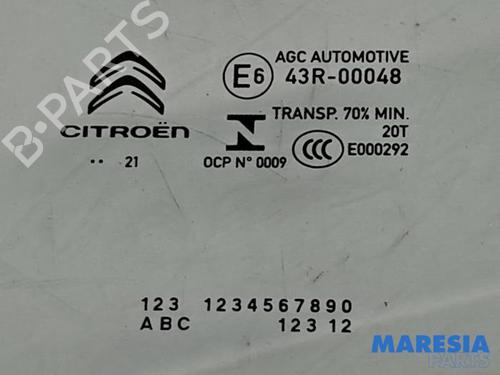 B-PARTS
CITROËN
·· 21
E6
AGC AUTOMOTIVE
43R-00048
TRANSP. 70% MIN.
20T
N
OCP N° 0009
CCC E000292
123 1234567890
ABC 123 12
MARESIA
PARTS